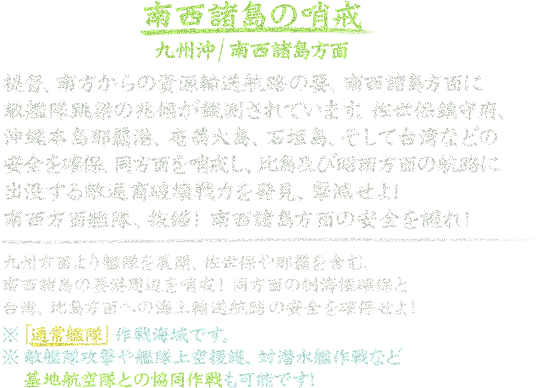 南西諸島の哨戒
九州沖/南西諸島方面
提督、南方からの資源輸送航路の要、南西諸島方面に
敵艦隊跳梁の兆候が観測されています。佐世保鎮守府、
沖縄本島那覇港、奄美大島、石垣島、そして台湾などの
安全を確保、同方面を哨戒し、比島及び昭南方面の航路に
出没する敵通商破壊戦力を発見、撃滅せよ!
南西方面艦隊、抜錨! 南西諸島方面の安全を護れ!
九州方面より艦隊を展開、佐世保や那覇を含む、
南西諸島の長大周辺を哨戒! 同方面の制海権確保と
台湾、比島方面への海上輸送航路の安全を確保せよ!
※「通常艦隊」作戦海域です。
※ 敵艦隊攻撃や艦隊上空援護、対潜水艦作戦など
基地航空隊との協同作戦も可能です!